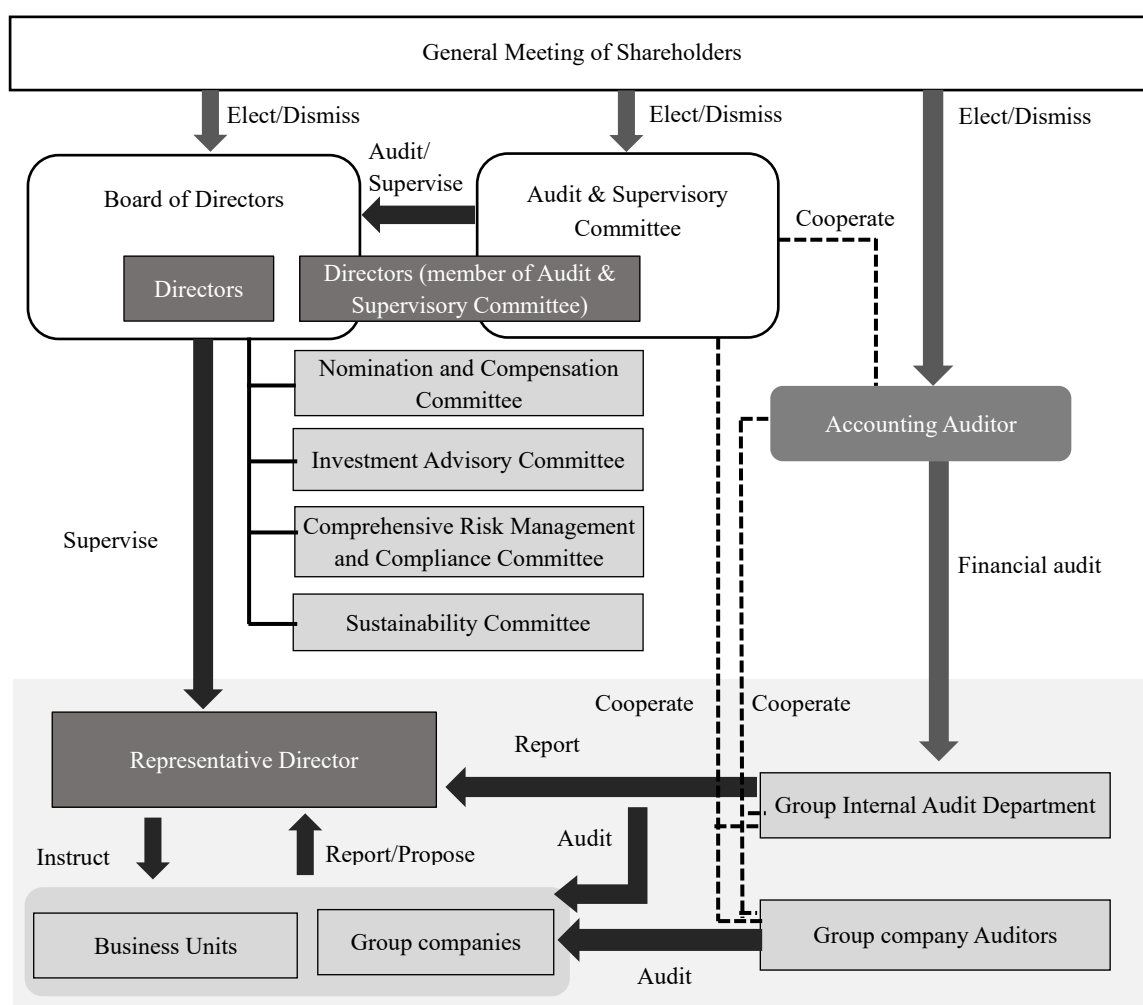 General Meeting of Shareholders
Elect/Dismiss
Elect/Dismiss
Elect/Dismiss
Audit/
Supervise
Board of Directors
Audit & Supervisory
Committee
Cooperate
Directors
Directors (member of Audit &
Supervisory Committee)
Nomination and Compensation
Committee
Accounting Auditor
Investment Advisory Committee
Comprehensive Risk Management
and Compliance Committee
Supervise
Financial audit
Sustainability Committee
Cooperate
Cooperate
Representative Director
Report
Group Internal Audit Department
Instruct
Report/Propose
Audit
Business Units
Group companies
Group company Auditors
Audit